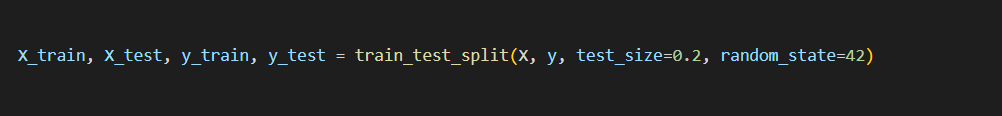 X_train, X_test, y_train, y_test = train_test_split(X, y, test_size=0.2, random_state=42)